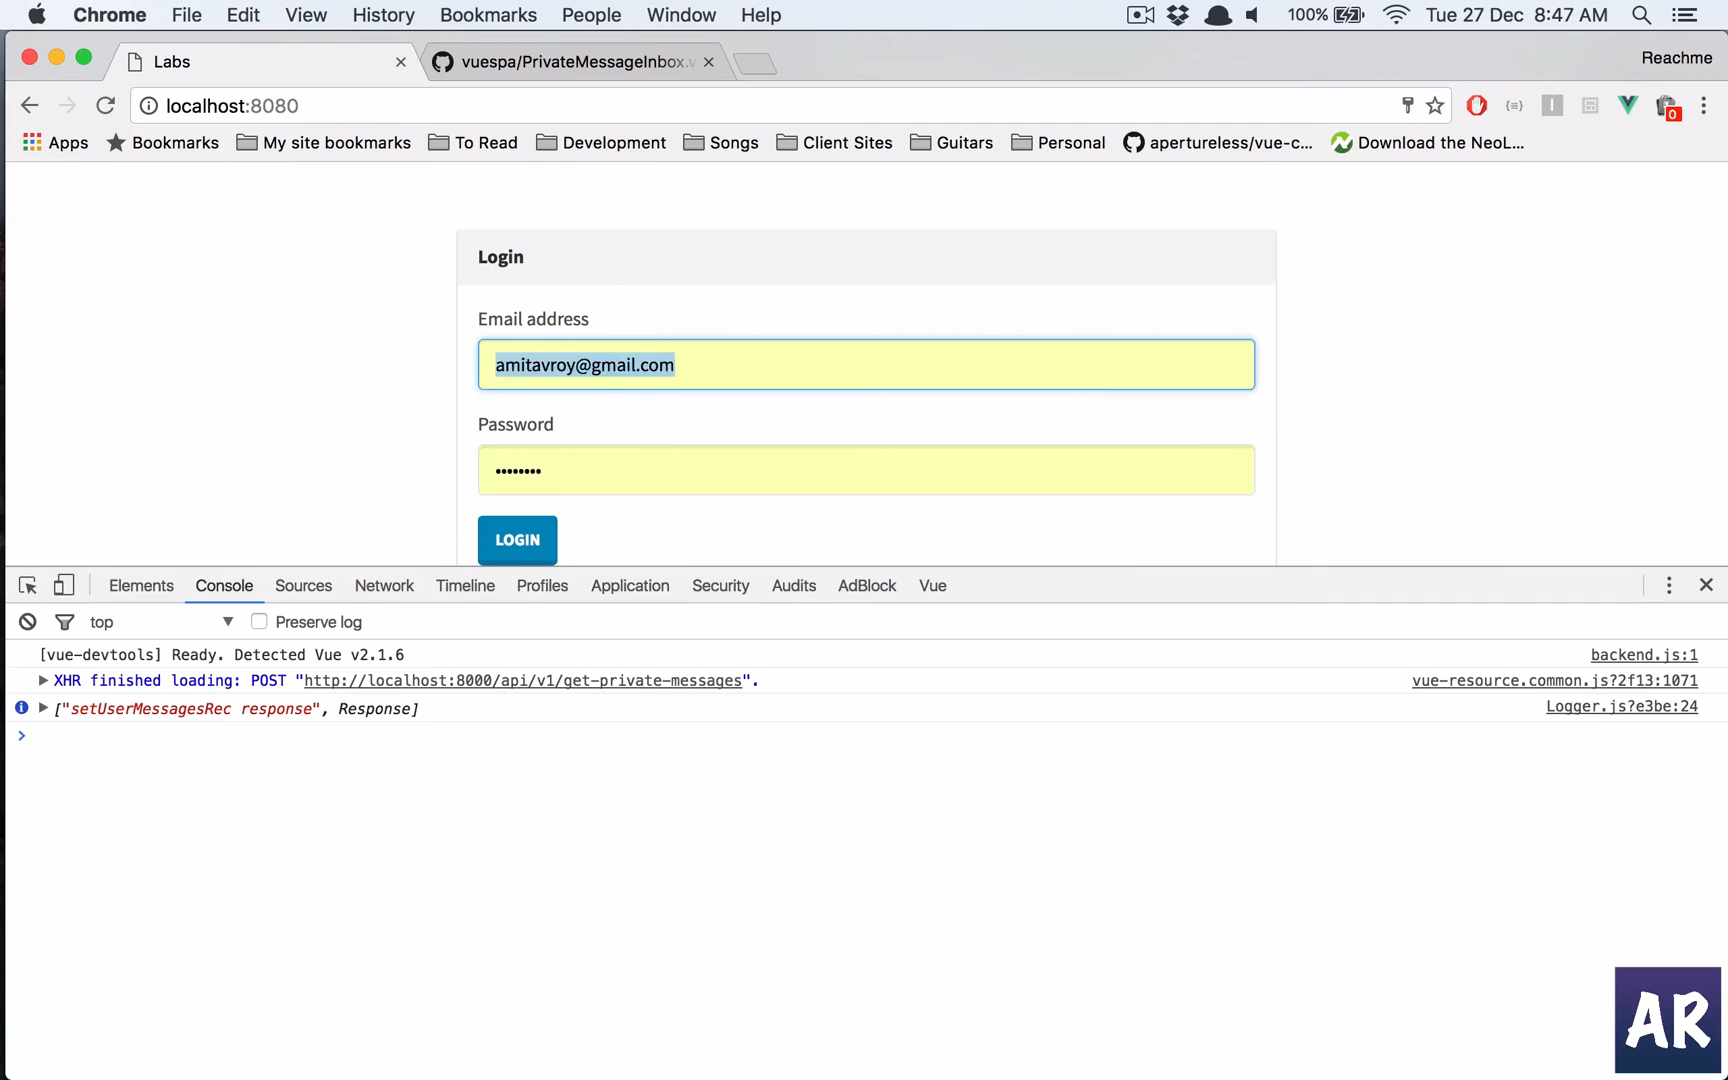 Chrome File Edit View History Bookmarks People Window Help 100% Tue 27 Dec 8:47 AM
Labs vuespa/PrivateMessageInbox.v Reachme
localhost:8080 0
Apps Bookmarks My site bookmarks To Read Development Songs Client Sites Guitars Personal apertureless/vue-c... Download the NeoL...
Login
Email address
amitavroy@gmail.com
Password
••••••••
LOGIN
Elements Console Sources Network Timeline Profiles Application Security Audits AdBlock Vue
top Preserve log
[vue-devtools] Ready. Detected Vue v2.1.6 backend.js:1
XHR finished loading: POST "http://localhost:8000/api/v1/get-private-messages". vue-resource.common.js?2f13:1071
["setUserMessagesRec response", Response] Logger.js?e3be:24
AR